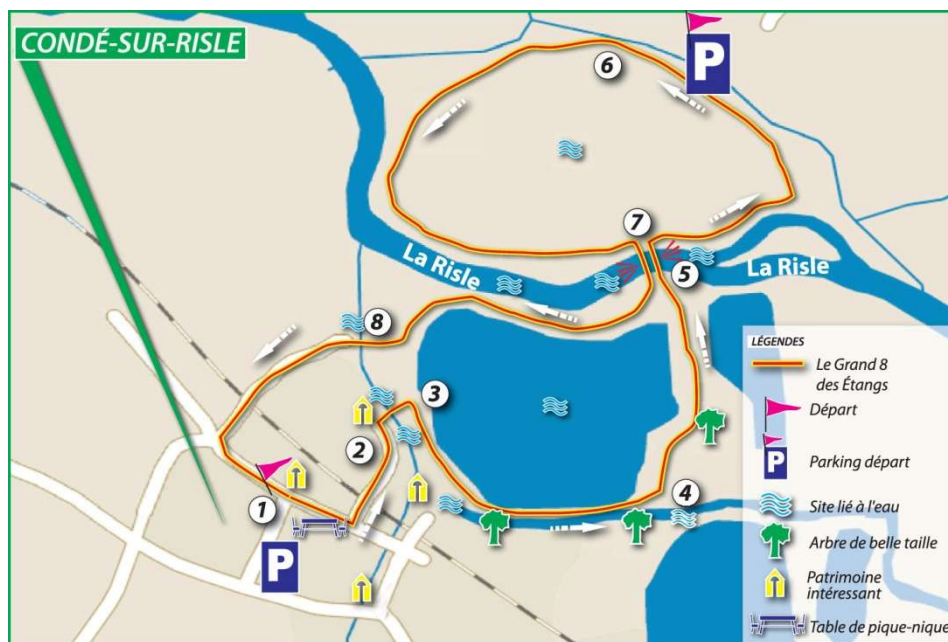 CONDÉ-SUR-RISLE
P
6
7
La Risle
5
La Risle
8
3
2
4
1
P
LÉGENDES
Le Grand 8
des Étangs
Départ
P
Parking départ
Site lié à l'eau
Arbre de belle taille
Patrimoine
intéressant
Table de pique-nique